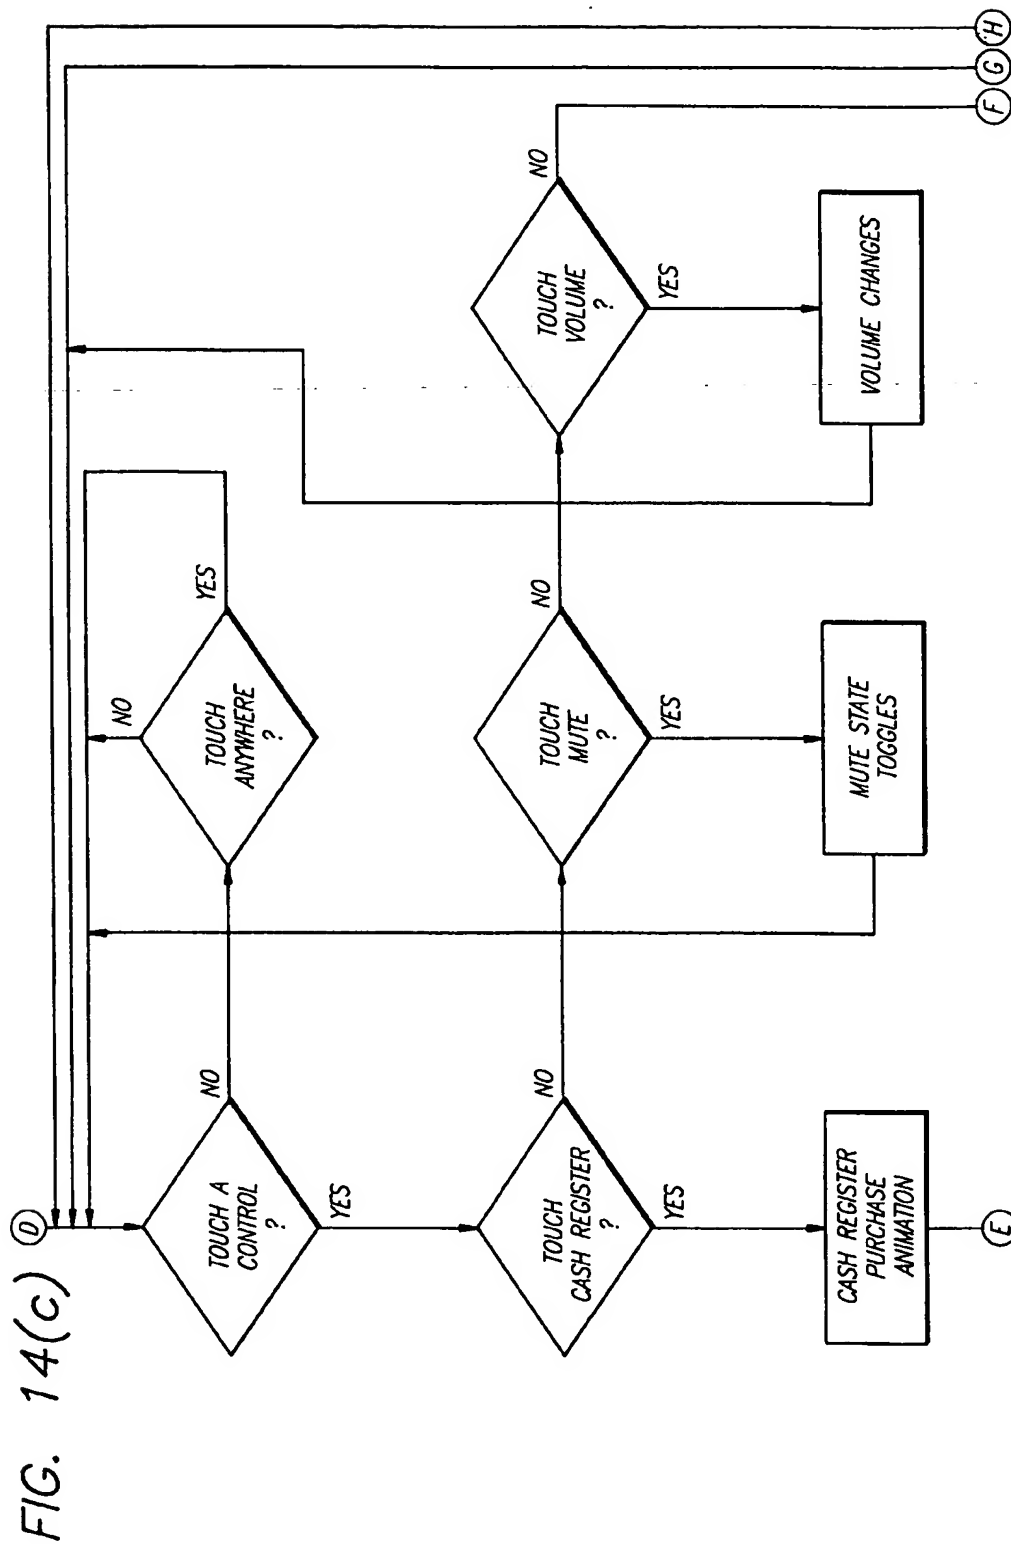 FIG. 14(c)
D
TOUCH A
CONTROL
?
NO
YES
TOUCH
ANYWHERE
?
NO
YES
TOUCH
CASH REGISTER
?
NO
YES
TOUCH
MUTE
?
NO
YES
TOUCH
VOLUME
?
NO
YES
CASH REGISTER
PURCHASE
ANIMATION
MUTE STATE
TOGGLES
VOLUME CHANGES
E
F
G
H